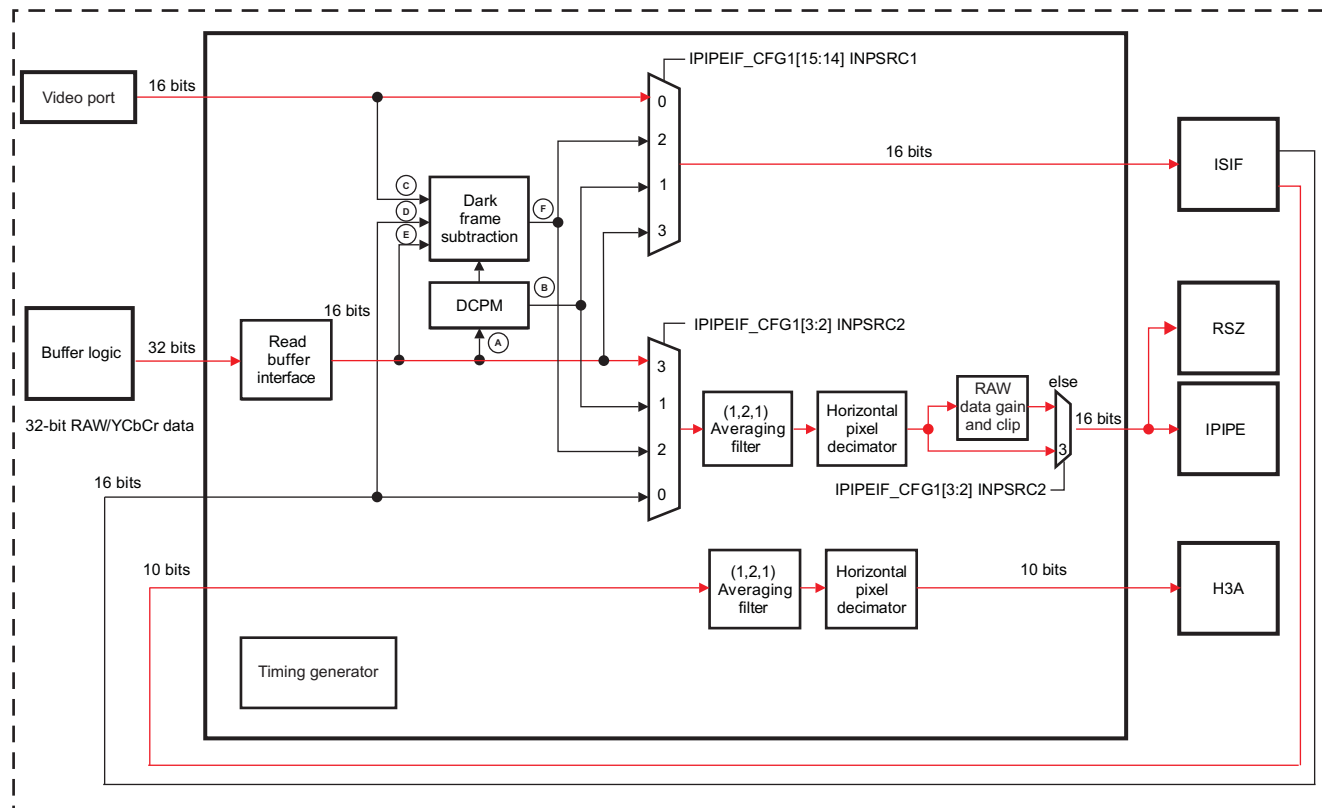 IPIPEIF_CFG1[15:14] INPSRC1
16 bits
Video port
0
2
16 bits
1
3
ISIF
C
D
E
Dark
frame
subtraction
F
DCPM
B
A
16 bits
Buffer logic
32 bits
Read
buffer
interface
32-bit RAW/YCbCr data
IPIPEIF_CFG1[3:2] INPSRC2
3
1
2
0
(1,2,1)
Averaging
filter
Horizontal
pixel
decimator
RAW
data gain
and clip
else
3
16 bits
IPIPEIF_CFG1[3:2] INPSRC2
RSZ
IPIPE
16 bits
10 bits
(1,2,1)
Averaging
filter
Horizontal
pixel
decimator
10 bits
H3A
Timing generator